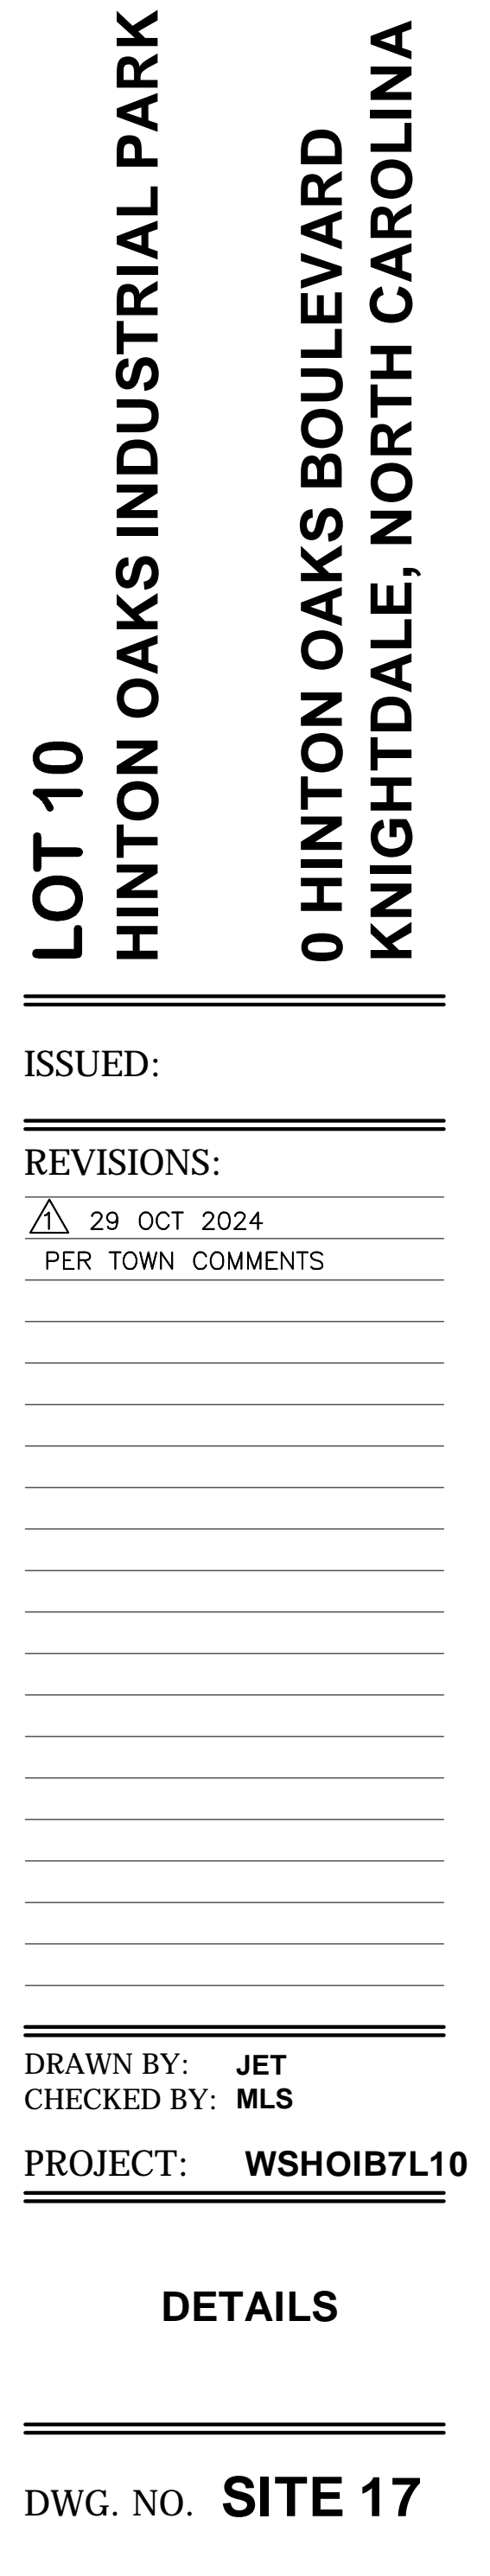 LOT 10
HINTON OAKS INDUSTRIAL PARK
0 HINTON OAKS BOULEVARD
KNIGHTDALE, NORTH CAROLINA
ISSUED:
REVISIONS:
1 29 OCT 2024
PER TOWN COMMENTS
DRAWN BY: JET
CHECKED BY: MLS
PROJECT: WSHOIB7L10
DETAILS
DWG. NO. SITE 17